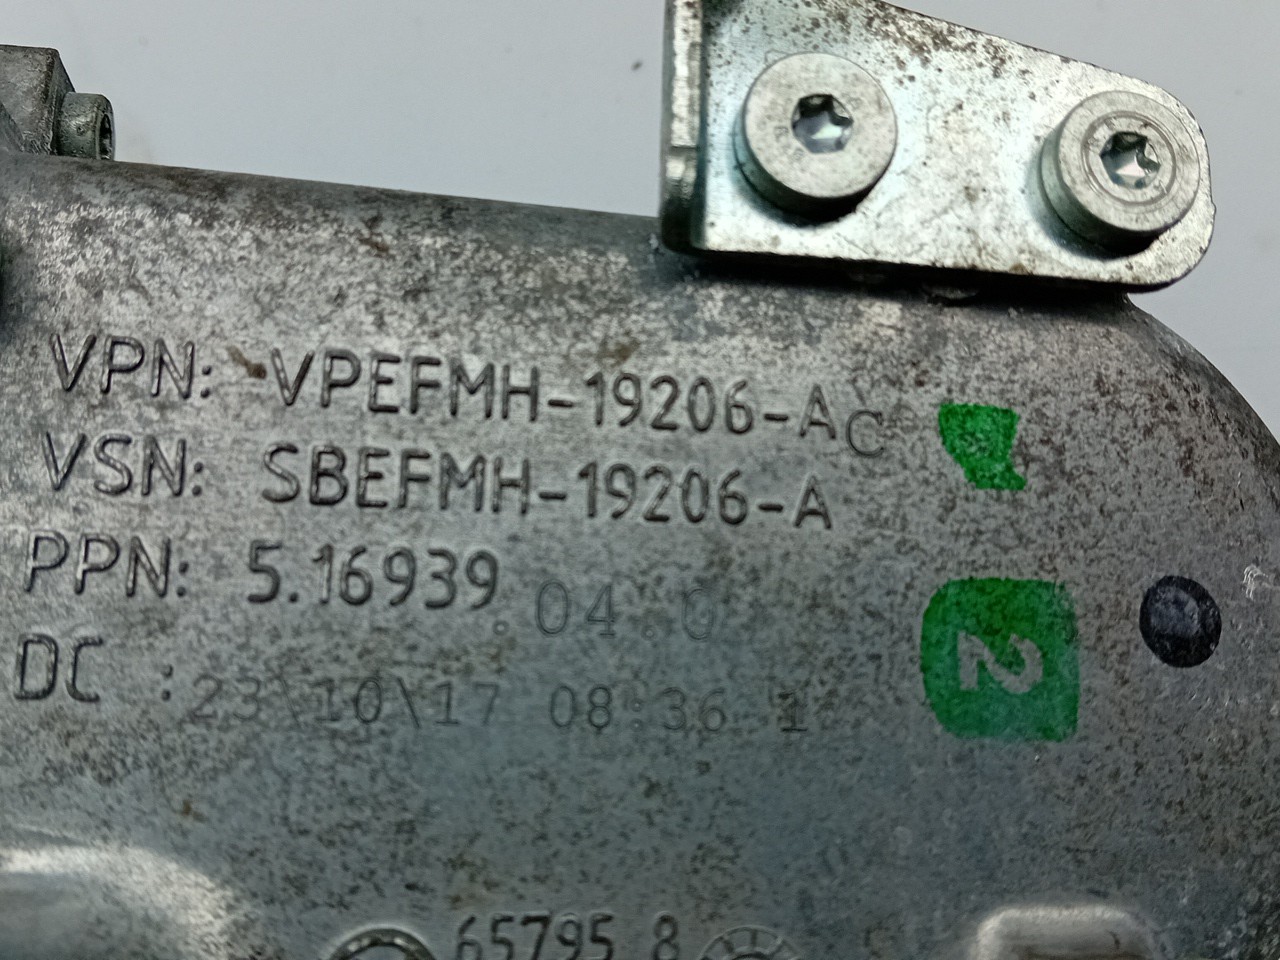 VPN: VPEFMH-19206-AC
VSN: SBEFMH-19206-A
PPN: 5.16939.04.0
DC :23\10\17 08:36 1
2
65795 8